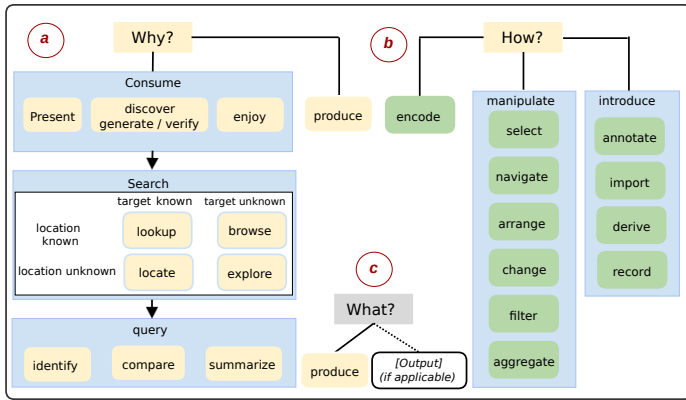 a
Why?
Consume
Present
discover
generate / verify
enjoy
produce
Search
target known
target unknown
location
known
lookup
browse
location unknown
locate
explore
query
identify
compare
summarize
b
How?
encode
manipulate
select
navigate
arrange
change
filter
aggregate
introduce
annotate
import
derive
record
c
What?
produce
[Output]
(if applicable)